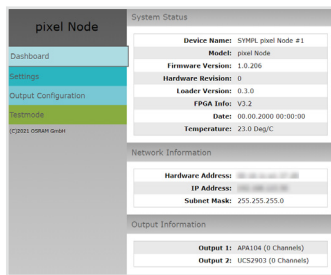 pixel Node
Dashboard
Settings
Output Configuration
Testmode
(C)2021 OSRAM GmbH
System Status
Device Name: SYMPL pixel Node #1
Model: pixel Node
Firmware Version: 1.0.206
Hardware Revision: 0
Loader Version: 0.3.0
FPGA Info: V3.2
Date: 00.00.2000 00:00:00
Temperature: 23.0 Deg/C
Network Information
Hardware Address:
IP Address:
Subnet Mask: 255.255.255.0
Output Information
Output 1: APA104 (0 Channels)
Output 2: UCS2903 (0 Channels)